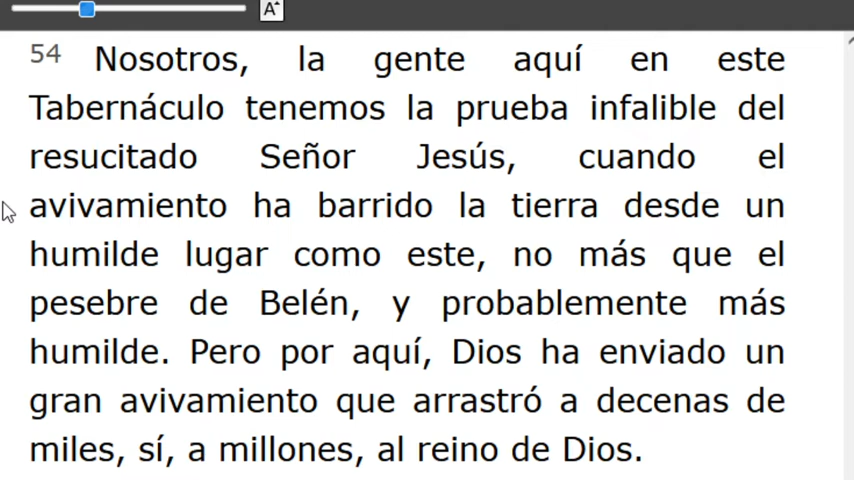 A
54 Nosotros, la gente aquí en este
Tabernáculo tenemos la prueba infalible del
resucitado Señor Jesús, cuando el
avivamiento ha barrido la tierra desde un
humilde lugar como este, no más que el
pesebre de Belén, y probablemente más
humilde. Pero por aquí, Dios ha enviado un
gran avivamiento que arrastró a decenas de
miles, sí, a millones, al reino de Dios.